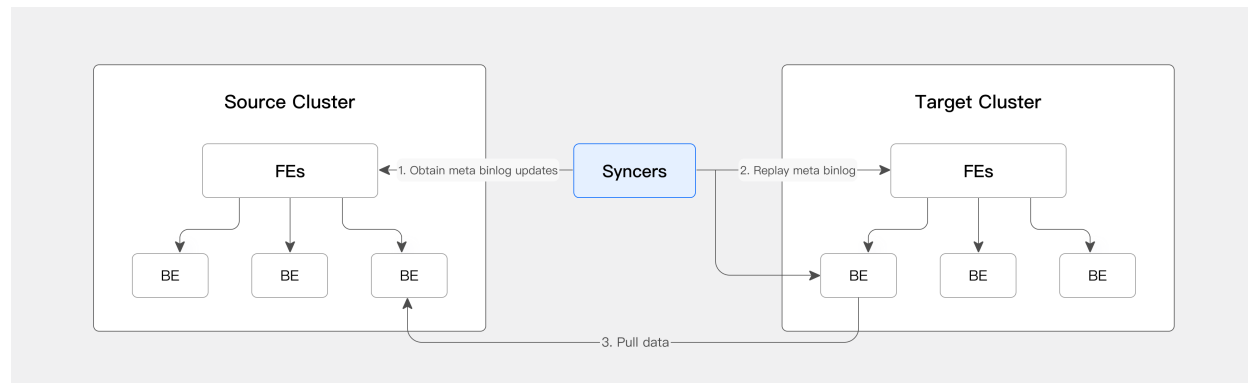 Source Cluster
Target Cluster
FEs
1. Obtain meta binlog updates
Syncers
2. Replay meta binlog
FEs
BE
BE
BE
BE
BE
BE
3. Pull data